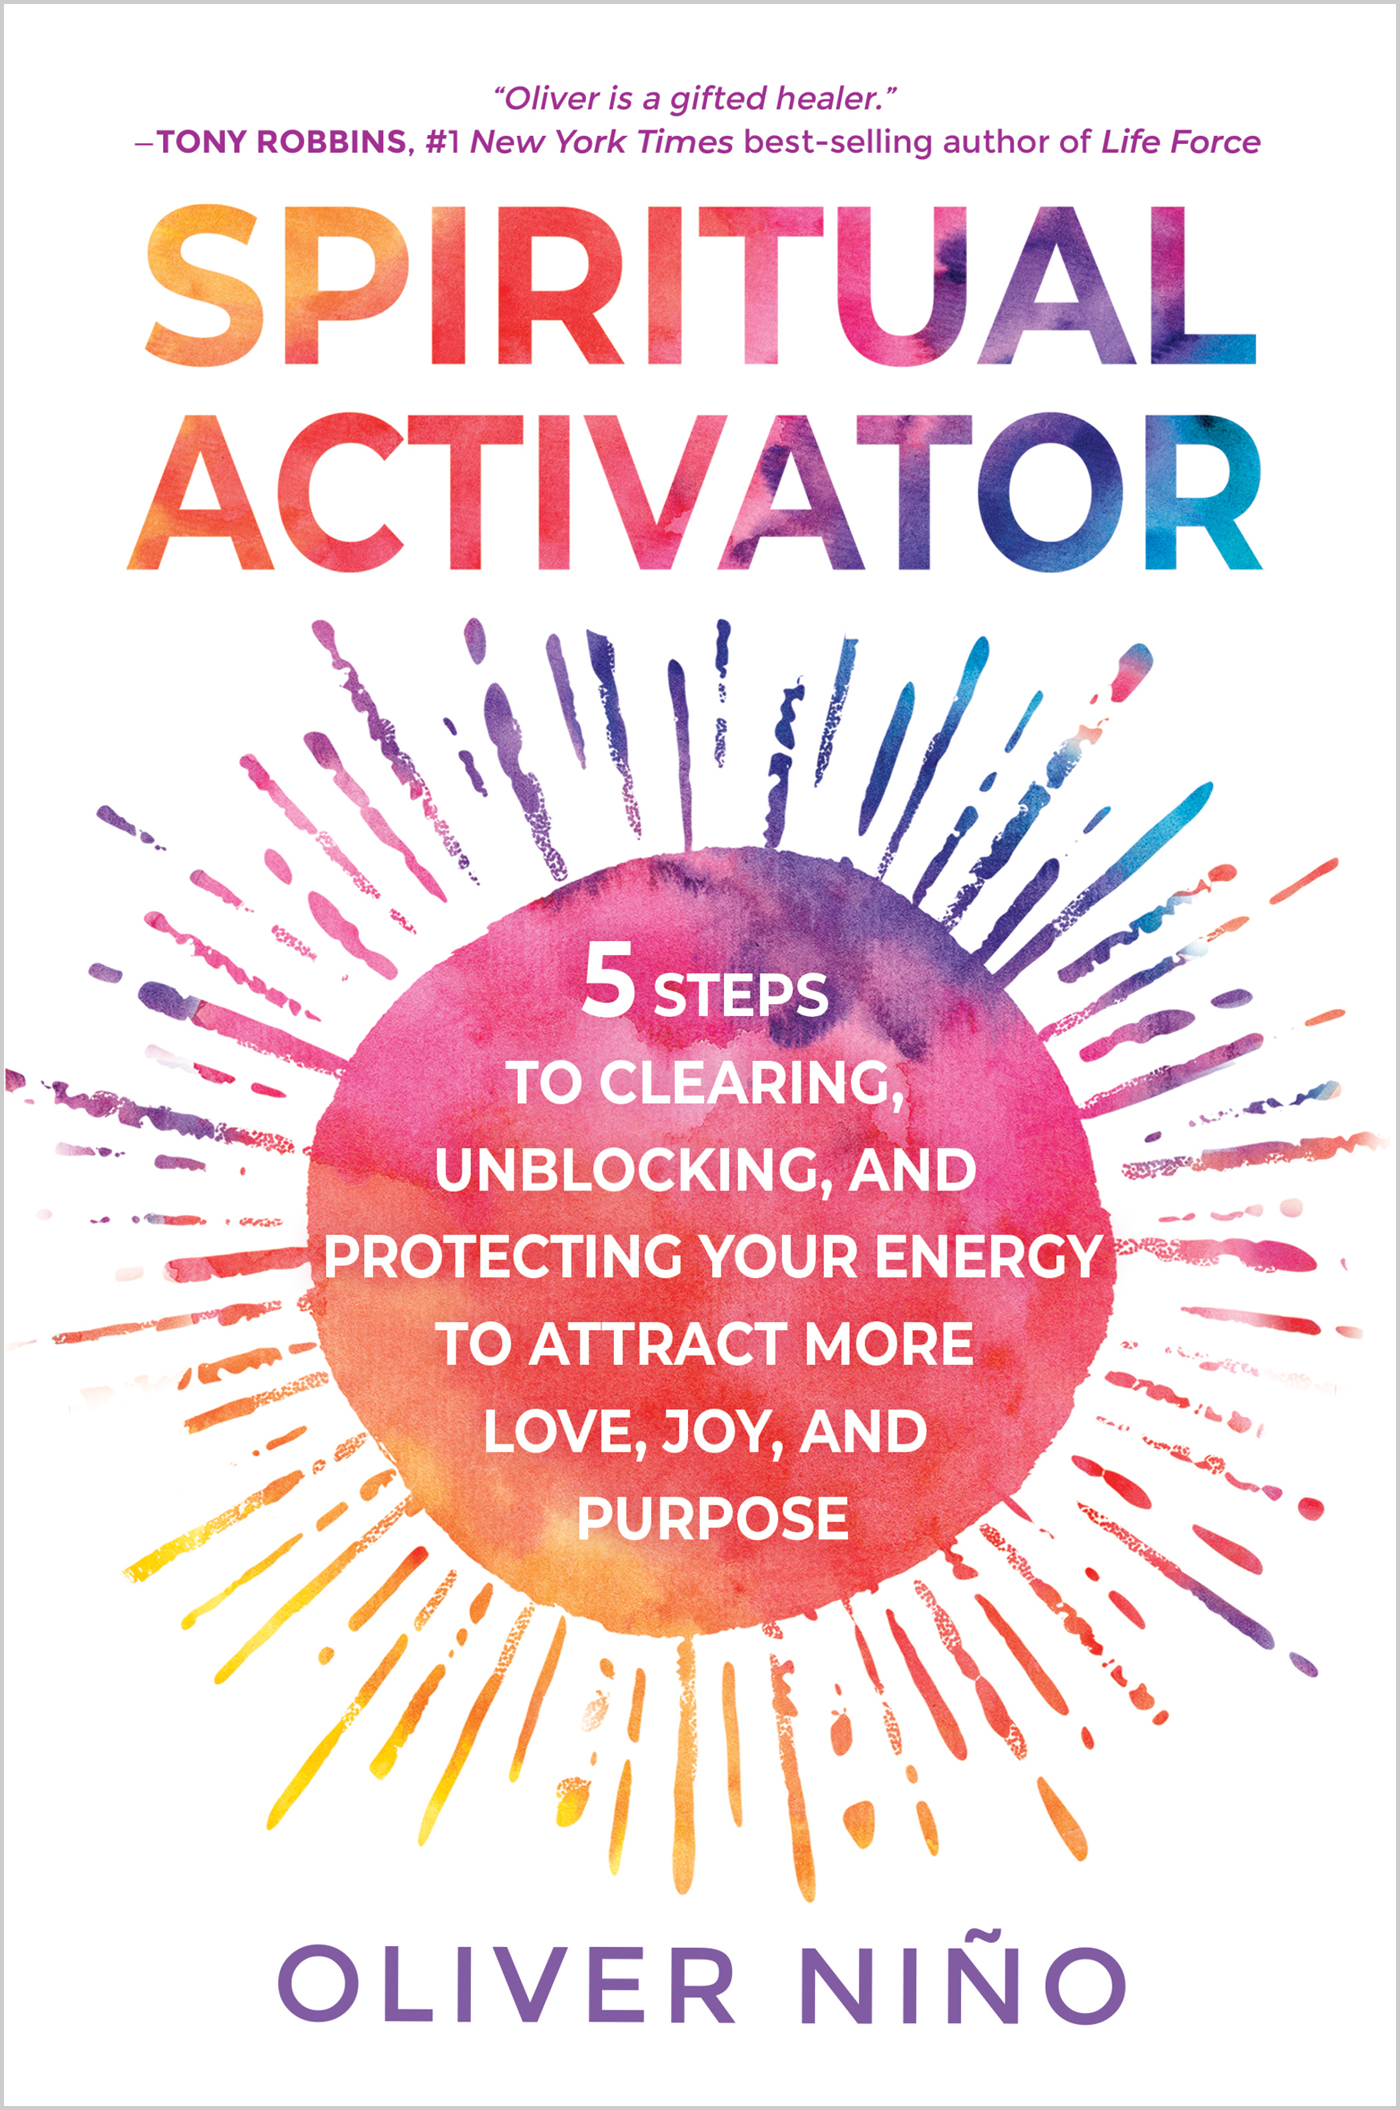 “Oliver is a gifted healer.”
—TONY ROBBINS, #1 New York Times best-selling author of Life Force
SPIRITUAL
ACTIVATOR
5 STEPS
TO CLEARING,
UNBLOCKING, AND
PROTECTING YOUR ENERGY
TO ATTRACT MORE
LOVE, JOY, AND
PURPOSE
OLIVER NIÑO